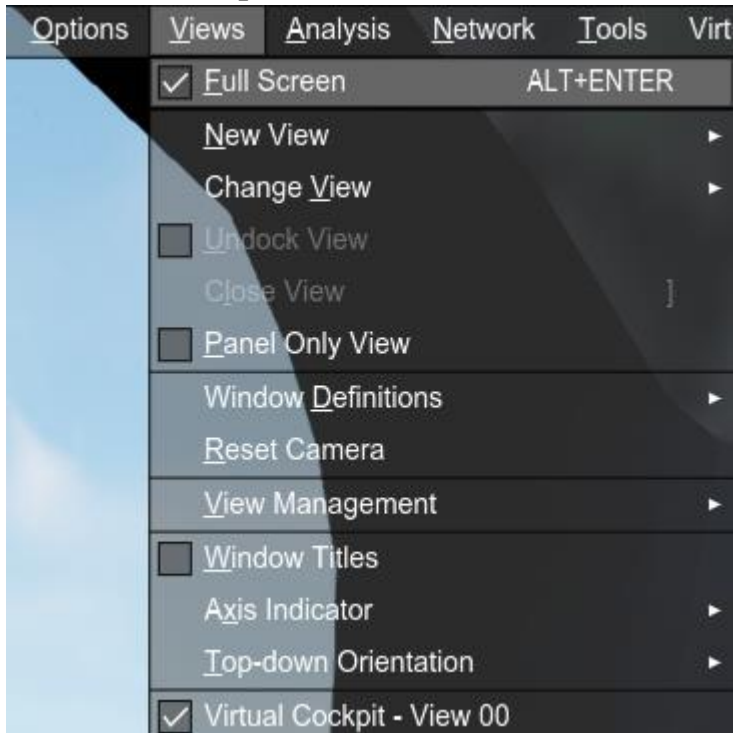 Options Views Analysis Network Tools Virt
Full Screen ALT+ENTER
New View
Change View
Undock View
Close View ]
Panel Only View
Window Definitions
Reset Camera
View Management
Window Titles
Axis Indicator
Top-down Orientation
Virtual Cockpit - View 00